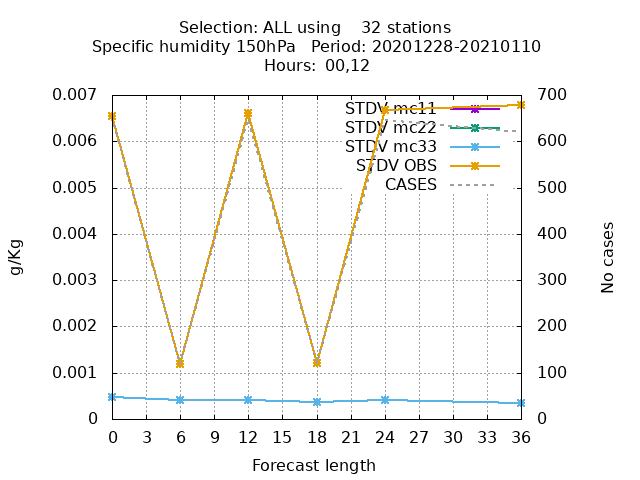 Selection: ALL using    32 stations
Specific humidity 150hPa   Period: 20201228-20210110
Hours: 00,12
0.007
0.006
0.005
0.004
0.003
0.002
0.001
0
g/Kg
STDV mc11
STDV mc22
STDV mc33
STDV OBS
CASES
700
600
500
400
300
200
100
0
No cases
0 3 6 9 12 15 18 21 24 27 30 33 36
Forecast length